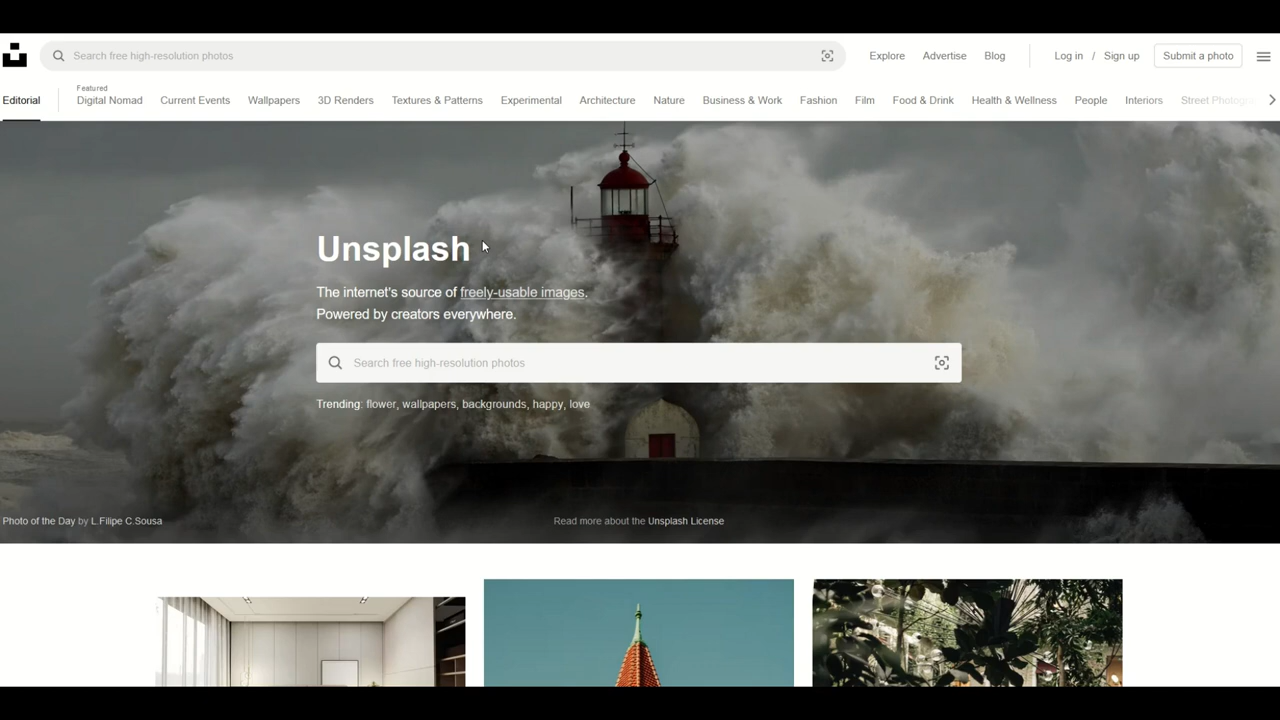 Search free high-resolution photos
Explore Advertise Blog Log in / Sign up Submit a photo
Featured
Editorial Digital Nomad Current Events Wallpapers 3D Renders Textures & Patterns Experimental Architecture Nature Business & Work Fashion Film Food & Drink Health & Wellness People Interiors Street
Unsplash
The internet's source of freely-usable images.
Powered by creators everywhere.
Search free high-resolution photos
Trending: flower, wallpapers, backgrounds, happy, love
Photo of the Day by L.Filipe C.Sousa
Read more about the Unsplash License